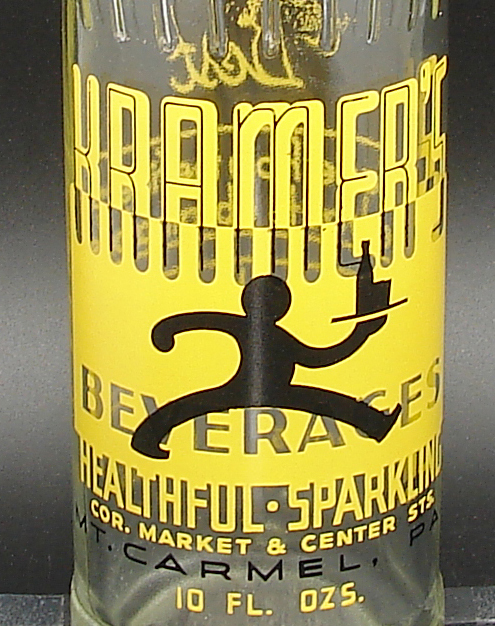 KRAMER'S
BEVERAGES
HEALTHFUL · SPARKLING
COR. MARKET & CENTER STS
MT. CARMEL, PA
10 FL. OZS.